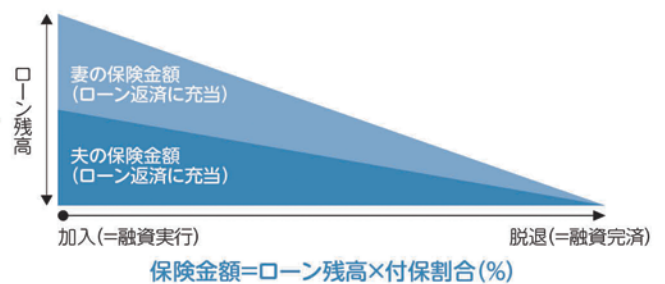 ローン残高
妻の保険金額
(ローン返済に充当)
夫の保険金額
(ローン返済に充当)
加入(=融資実行)
脱退(=融資完済)
保険金額=ローン残高×付保割合(%)